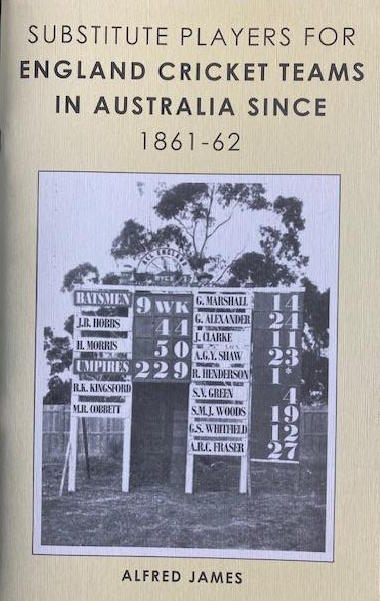 SUBSTITUTE PLAYERS FOR
ENGLAND CRICKET TEAMS
IN AUSTRALIA SINCE
1861-62
BATSMEN
J.B. HOBBS
H. MORRIS
UMPIRES
R.K. KINGSFORD
M.R. COBBETT
9 WK
44
50
229
G. MARSHALL 14
G. ALEXANDER 24
J. CLARKE 11
A.G.Y. SHAW 23*
R. HENDERSON 1
S.V. GREEN 4
S.M.J. WOODS 19
G.S. WHITFIELD 12
A.R.C. FRASER 27
ALFRED JAMES